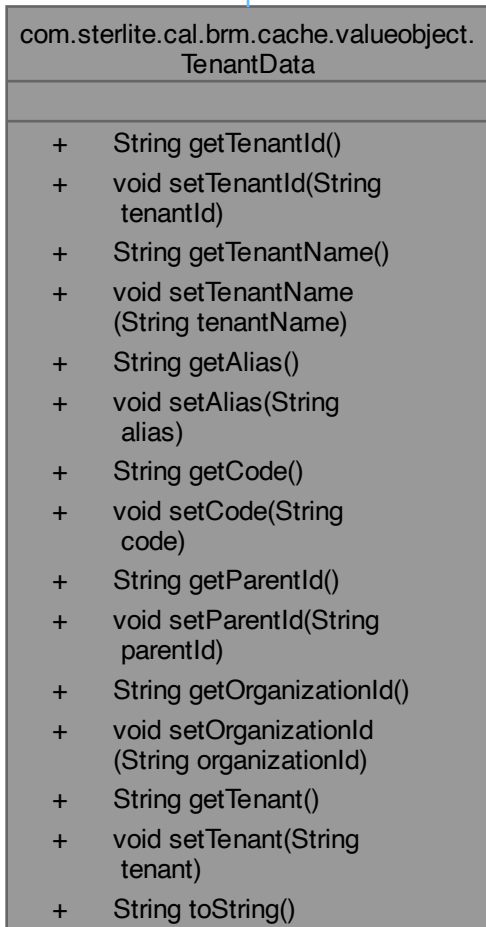 com.sterlite.cal.brm.cache.valueobject.
TenantData
+ String getTenantId()
+ void setTenantId(String
tenantId)
+ String getTenantName()
+ void setTenantName
(String tenantName)
+ String getAlias()
+ void setAlias(String
alias)
+ String getCode()
+ void setCode(String
code)
+ String getParentId()
+ void setParentId(String
parentId)
+ String getOrganizationId()
+ void setOrganizationId
(String organizationId)
+ String getTenant()
+ void setTenant(String
tenant)
+ String toString()